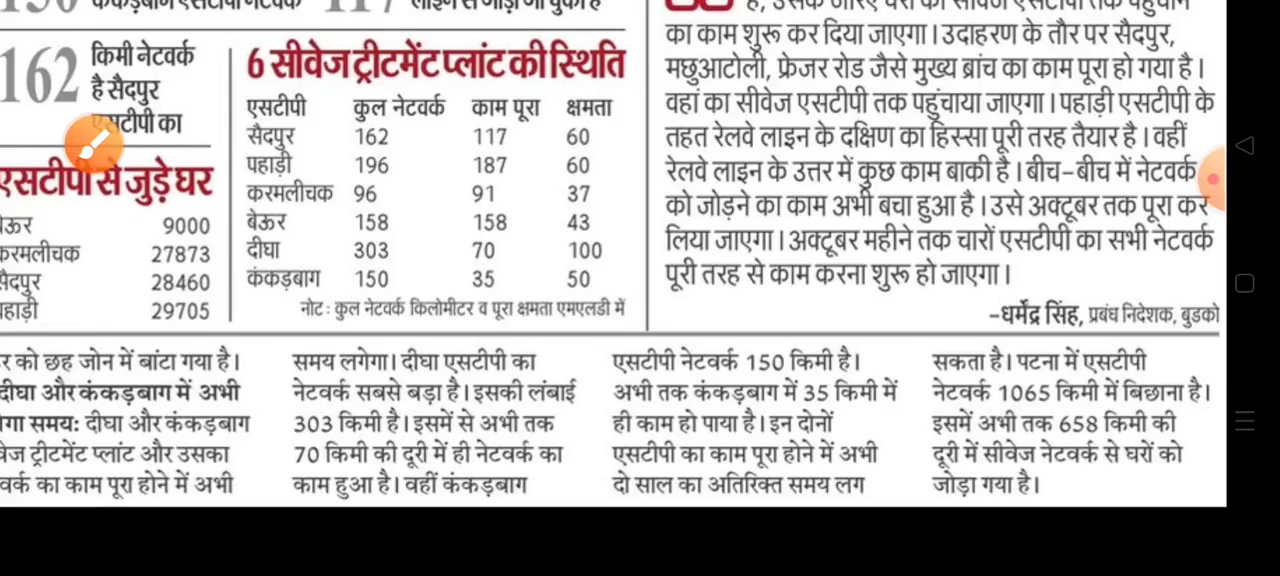 162
किमी नेटवर्क
है सैदपुर
एसटीपी का
एसटीपी से जुड़े घर
बेऊर 9000
करमलीचक 27873
सैदपुर 28460
पहाड़ी 29705
6 सीवेज ट्रीटमेंट प्लांट की स्थिति
एसटीपी कुल नेटवर्क काम पूरा क्षमता
सैदपुर 162 117 60
पहाड़ी 196 187 60
करमलीचक 96 91 37
बेऊर 158 158 43
दीघा 303 70 100
कंकड़बाग 150 35 50
नोट: कुल नेटवर्क किलोमीटर व पूरा क्षमता एमएलडी में
का काम शुरू कर दिया जाएगा। उदाहरण के तौर पर सैदपुर,
मछुआटोली, फ्रेजर रोड जैसे मुख्य ब्रांच का काम पूरा हो गया है।
वहां का सीवेज एसटीपी तक पहुंचाया जाएगा। पहाड़ी एसटीपी के
तहत रेलवे लाइन के दक्षिण का हिस्सा पूरी तरह तैयार है। वहीं
रेलवे लाइन के उत्तर में कुछ काम बाकी है। बीच-बीच में नेटवर्क
को जोड़ने का काम अभी बचा हुआ है। उसे अक्टूबर तक पूरा कर
लिया जाएगा। अक्टूबर महीने तक चारों एसटीपी का सभी नेटवर्क
पूरी तरह से काम करना शुरू हो जाएगा।
-धर्मेंद्र सिंह, प्रबंध निदेशक, बुडको
को छह जोन में बांटा गया है।
दीघा और कंकड़बाग में अभी
समय: दीघा और कंकड़बाग
ट्रीटमेंट प्लांट और उसका
का काम पूरा होने में अभी
समय लगेगा। दीघा एसटीपी का
नेटवर्क सबसे बड़ा है। इसकी लंबाई
303 किमी है। इसमें से अभी तक
70 किमी की दूरी में ही नेटवर्क का
काम हुआ है। वहीं कंकड़बाग
एसटीपी नेटवर्क 150 किमी है।
अभी तक कंकड़बाग में 35 किमी में
ही काम हो पाया है। इन दोनों
एसटीपी का काम पूरा होने में अभी
दो साल का अतिरिक्त समय लग
सकता है। पटना में एसटीपी
नेटवर्क 1065 किमी में बिछाना है।
इसमें अभी तक 658 किमी की
दूरी में सीवेज नेटवर्क से घरों को
जोड़ा गया है।